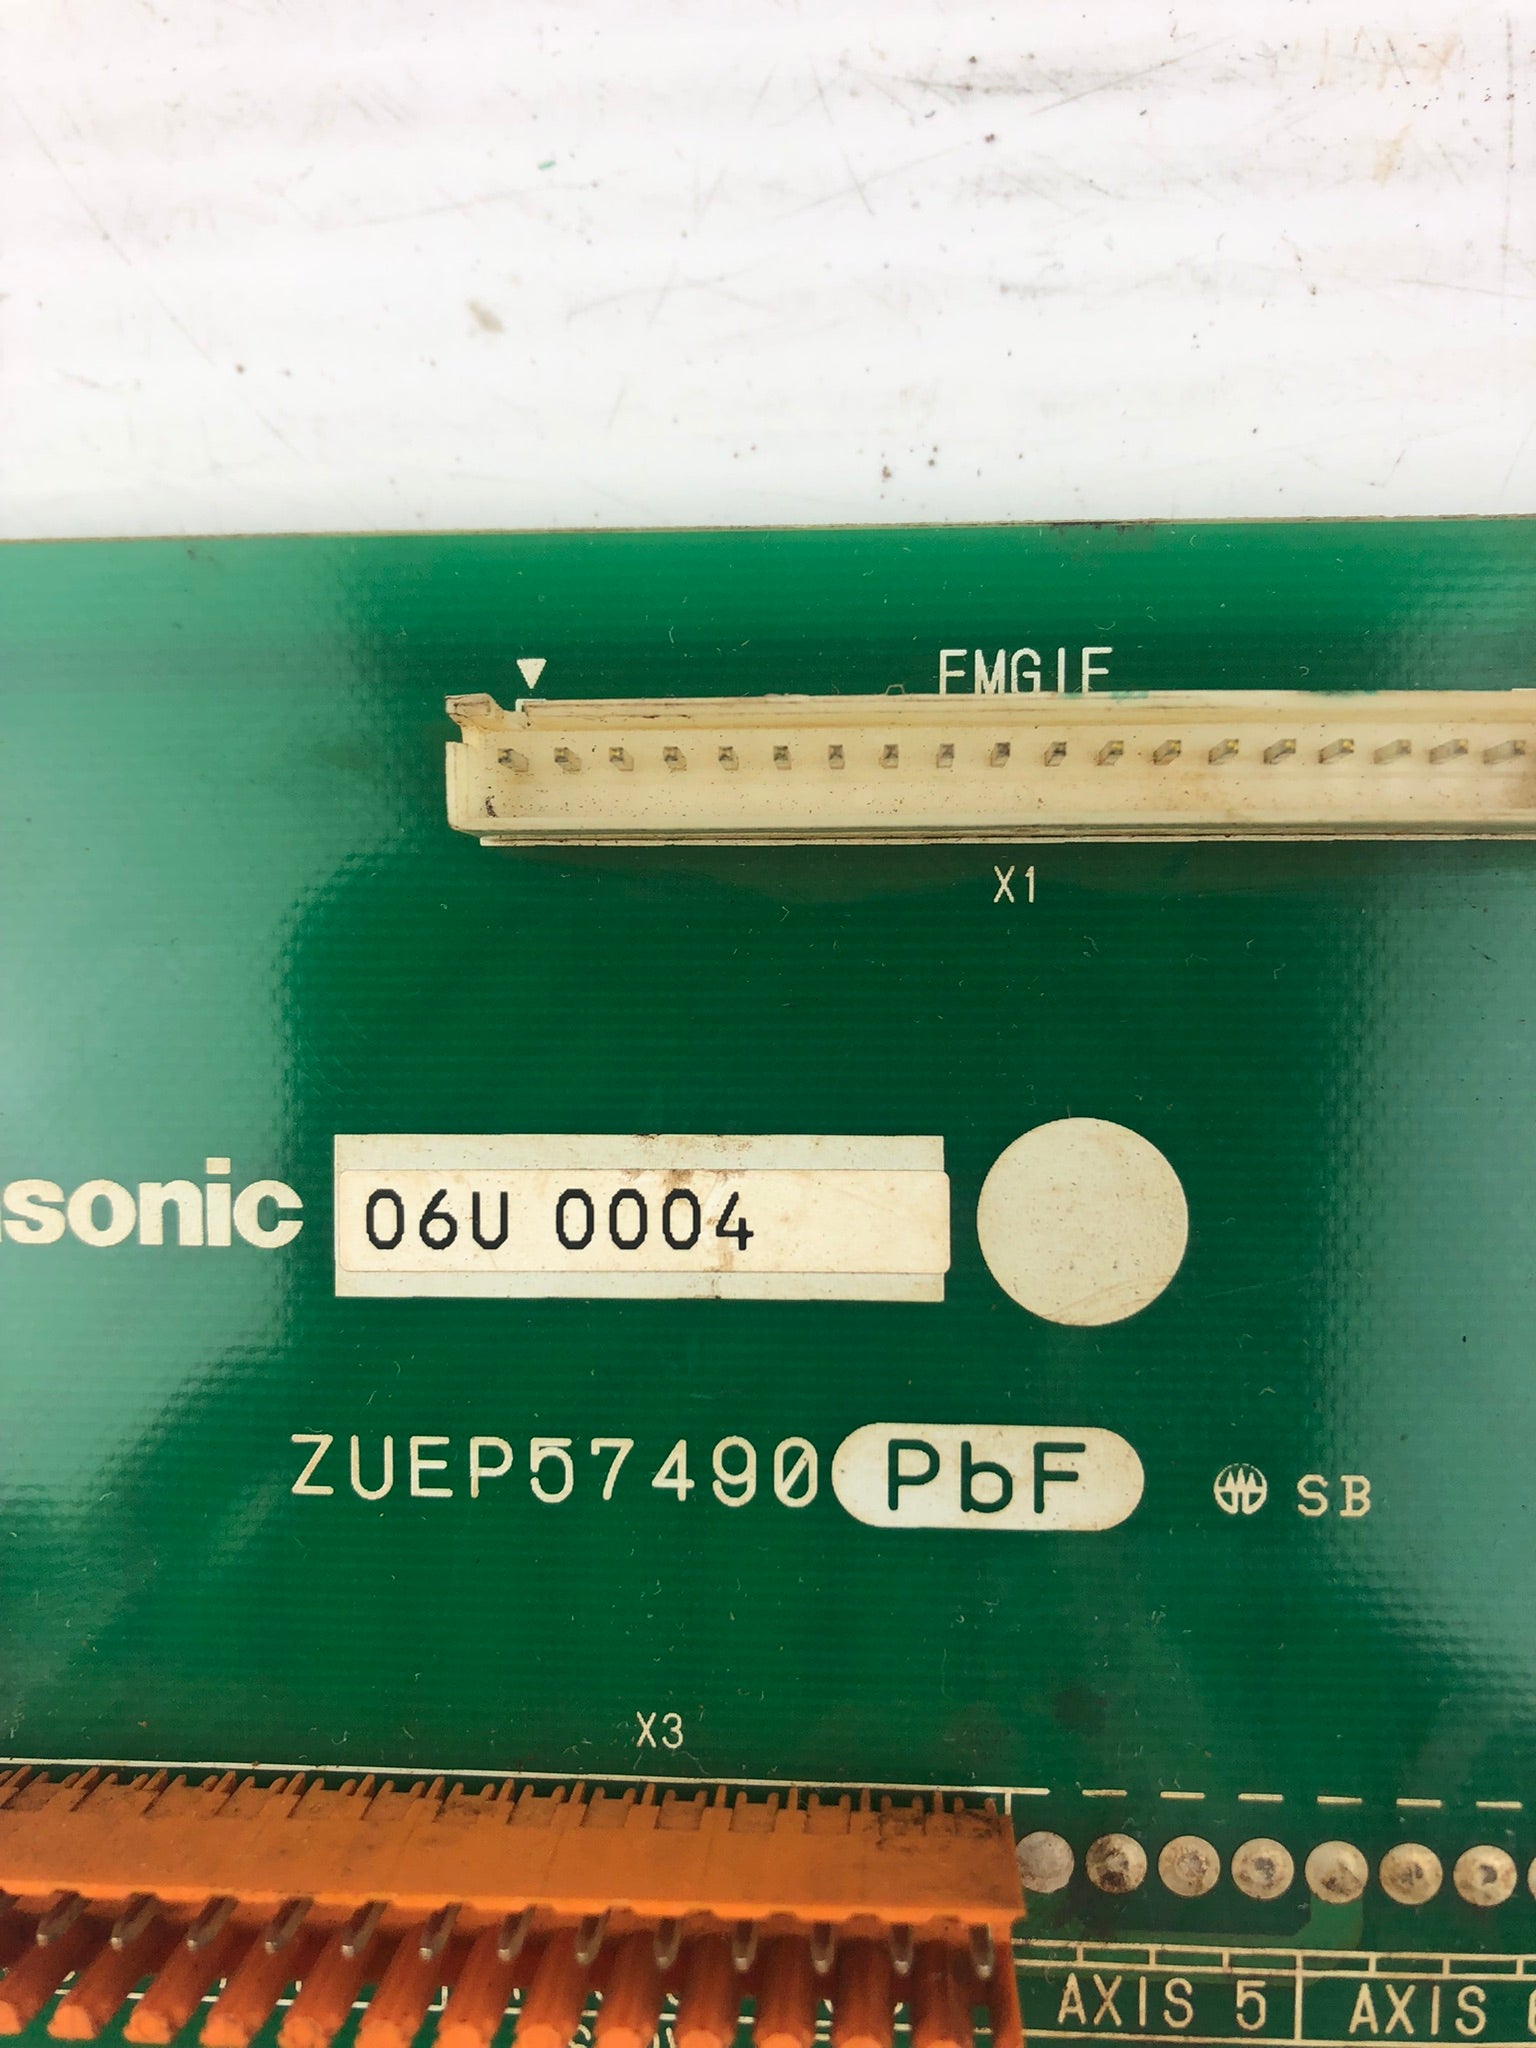 EMGIF
X1
asonic
06U 0004
ZUEP57490 PbF SB
X3
AXIS 5 AXIS